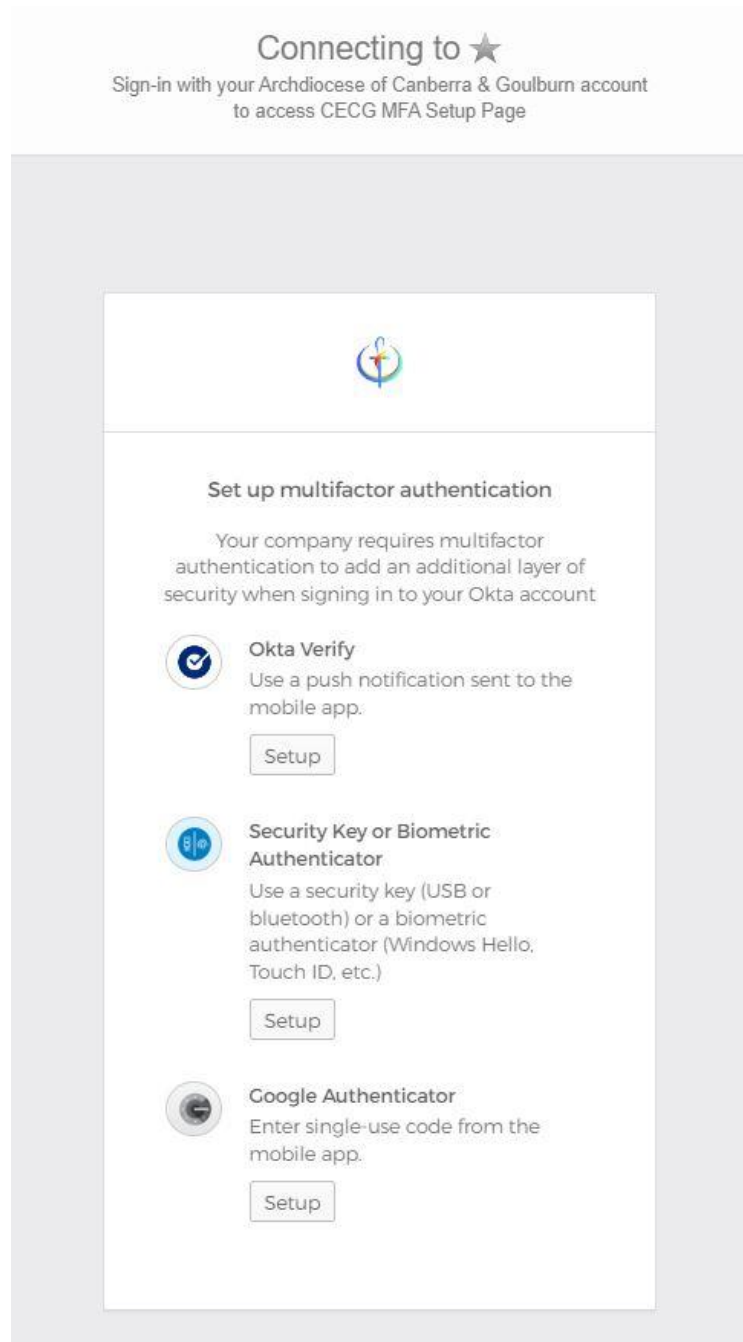 Connecting to
Sign-in with your Archdiocese of Canberra & Goulburn account
to access CECG MFA Setup Page
Set up multifactor authentication
Your company requires multifactor
authentication to add an additional layer of
security when signing in to your Okta account
Okta Verify
Use a push notification sent to the
mobile app.
Setup
Security Key or Biometric
Authenticator
Use a security key (USB or
bluetooth) or a biometric
authenticator (Windows Hello,
Touch ID, etc.)
Setup
Google Authenticator
Enter single-use code from the
mobile app.
Setup